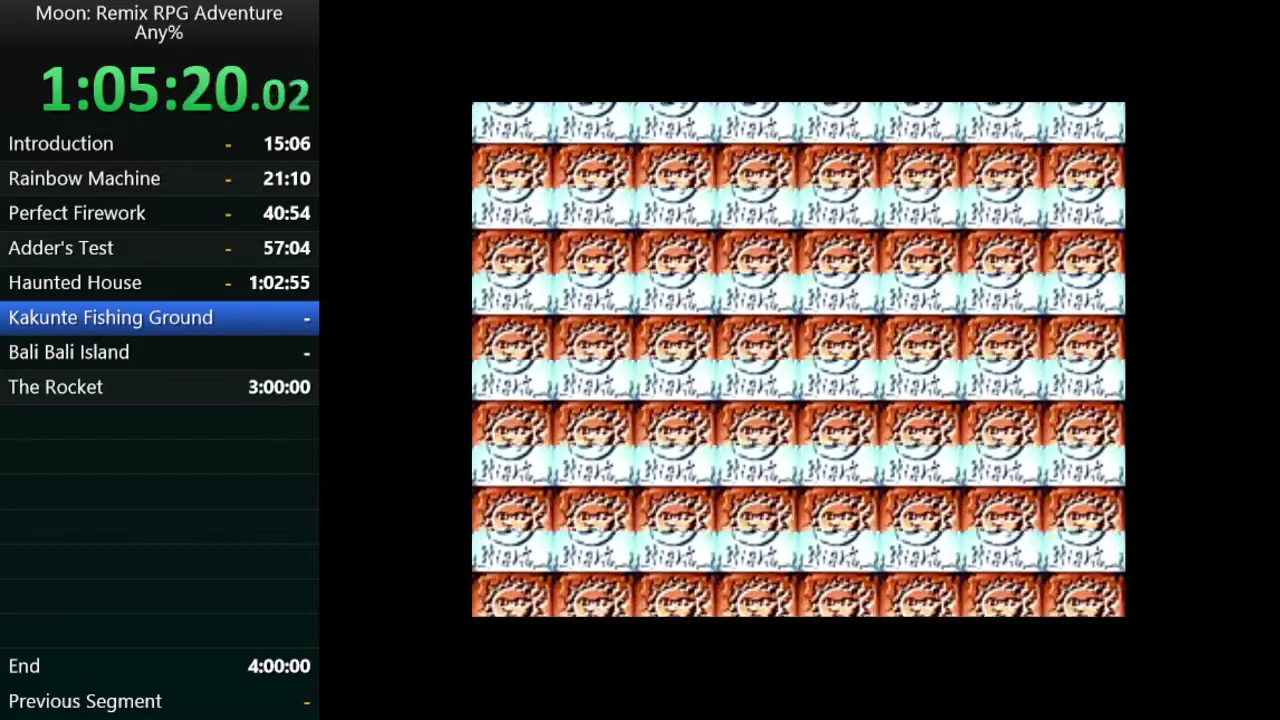 Moon: Remix RPG Adventure
Any%
1:05:20.02
Introduction - 15:06
Rainbow Machine - 21:10
Perfect Firework - 40:54
Adder's Test - 57:04
Haunted House - 1:02:55
Kakunte Fishing Ground -
Bali Bali Island -
The Rocket 3:00:00
End 4:00:00
Previous Segment -